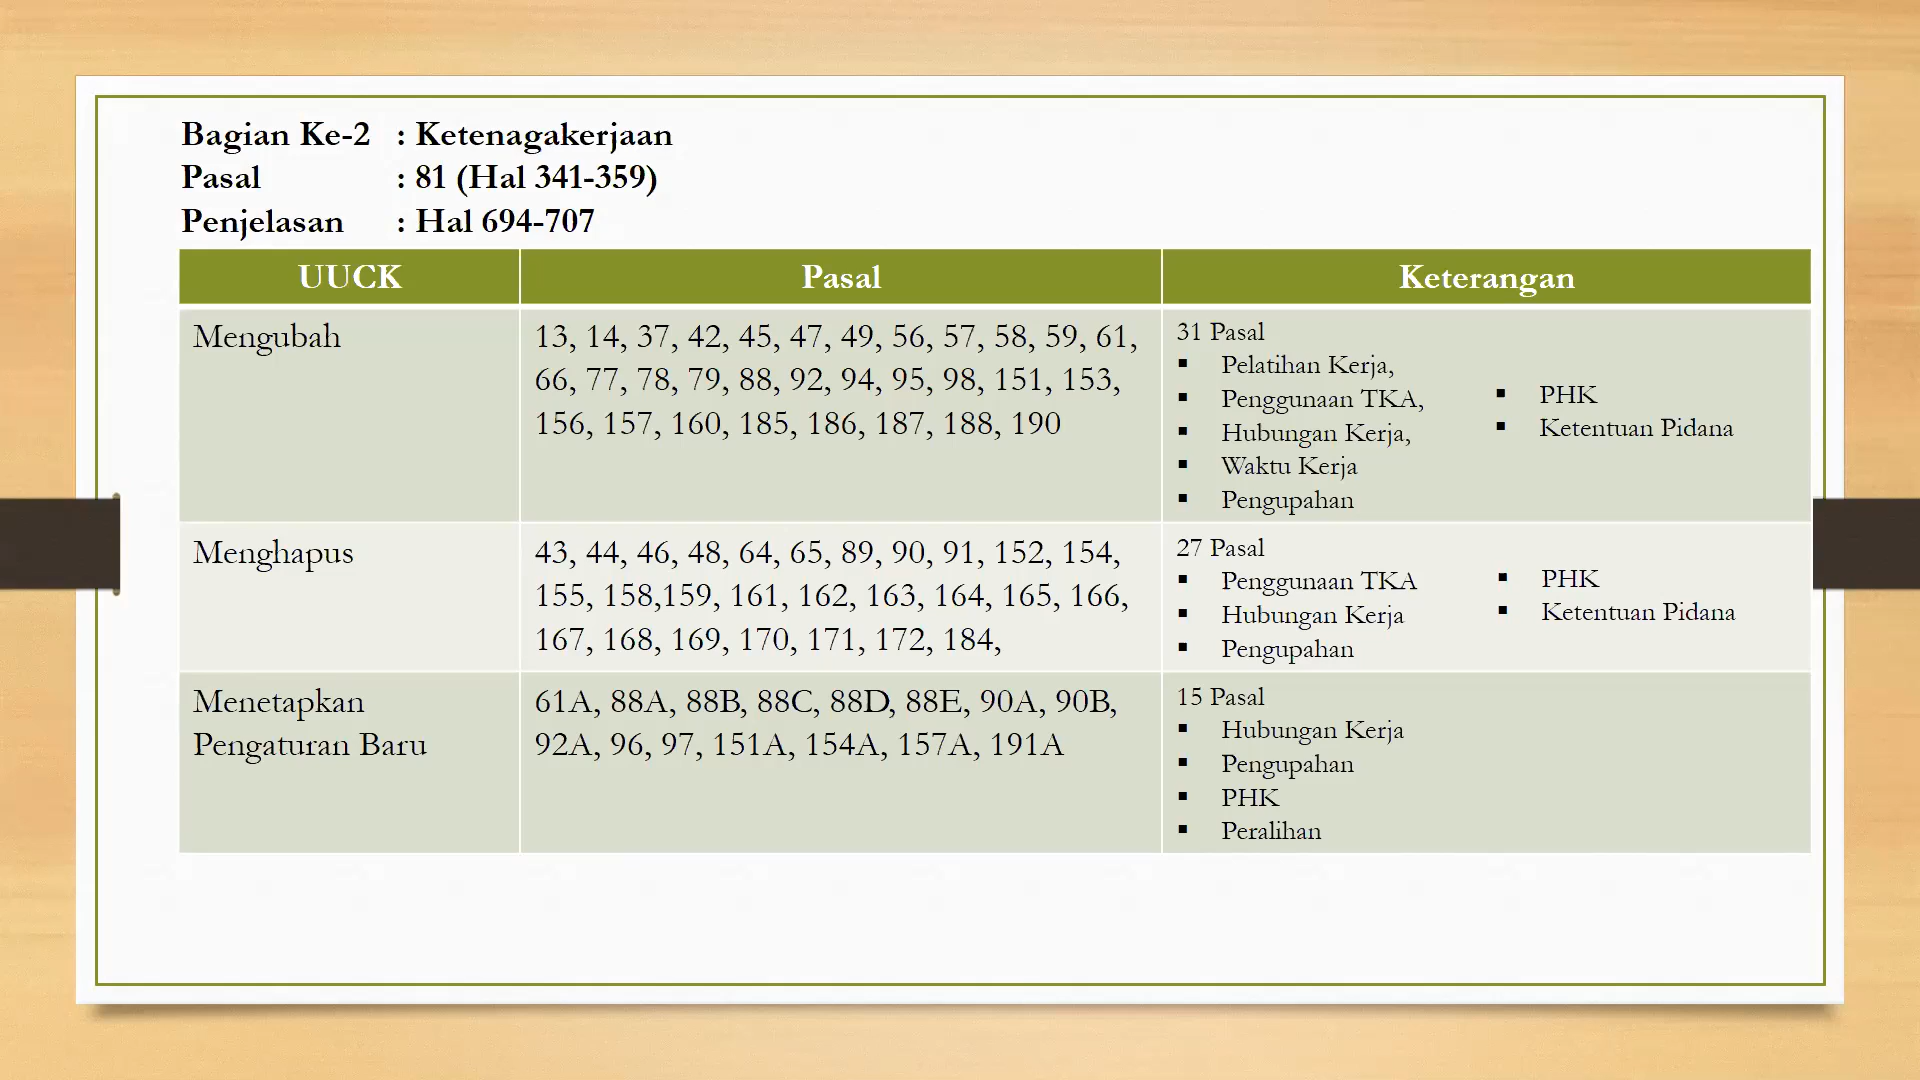 Bagian Ke-2 : Ketenagakerjaan
Pasal : 81 (Hal 341-359)
Penjelasan : Hal 694-707
UUCK Pasal Keterangan
Mengubah
13, 14, 37, 42, 45, 47, 49, 56, 57, 58, 59, 61,
66, 77, 78, 79, 88, 92, 94, 95, 98, 151, 153,
156, 157, 160, 185, 186, 187, 188, 190
31 Pasal
▪ Pelatihan Kerja,
▪ Penggunaan TKA,
▪ Hubungan Kerja,
▪ Waktu Kerja
▪ Pengupahan
▪ PHK
▪ Ketentuan Pidana
Menghapus
43, 44, 46, 48, 64, 65, 89, 90, 91, 152, 154,
155, 158,159, 161, 162, 163, 164, 165, 166,
167, 168, 169, 170, 171, 172, 184,
27 Pasal
▪ Penggunaan TKA
▪ Hubungan Kerja
▪ Pengupahan
▪ PHK
▪ Ketentuan Pidana
Menetapkan
Pengaturan Baru
61A, 88A, 88B, 88C, 88D, 88E, 90A, 90B,
92A, 96, 97, 151A, 154A, 157A, 191A
15 Pasal
▪ Hubungan Kerja
▪ Pengupahan
▪ PHK
▪ Peralihan